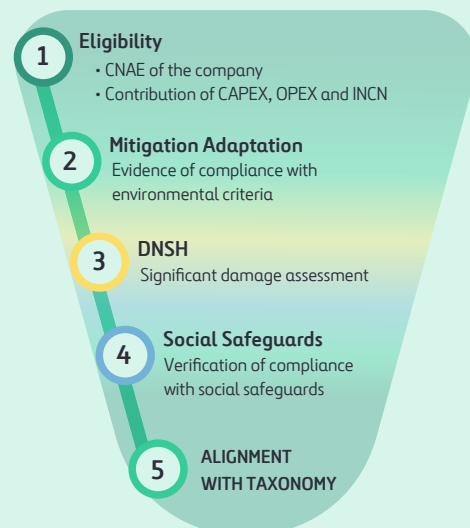 1
Eligibility
• CNAE of the company
• Contribution of CAPEX, OPEX and INCN
2
Mitigation Adaptation
Evidence of compliance with
environmental criteria
3
DNSH
Significant damage assessment
4
Social Safeguards
Verification of compliance
with social safeguards
5
ALIGNMENT
WITH TAXONOMY